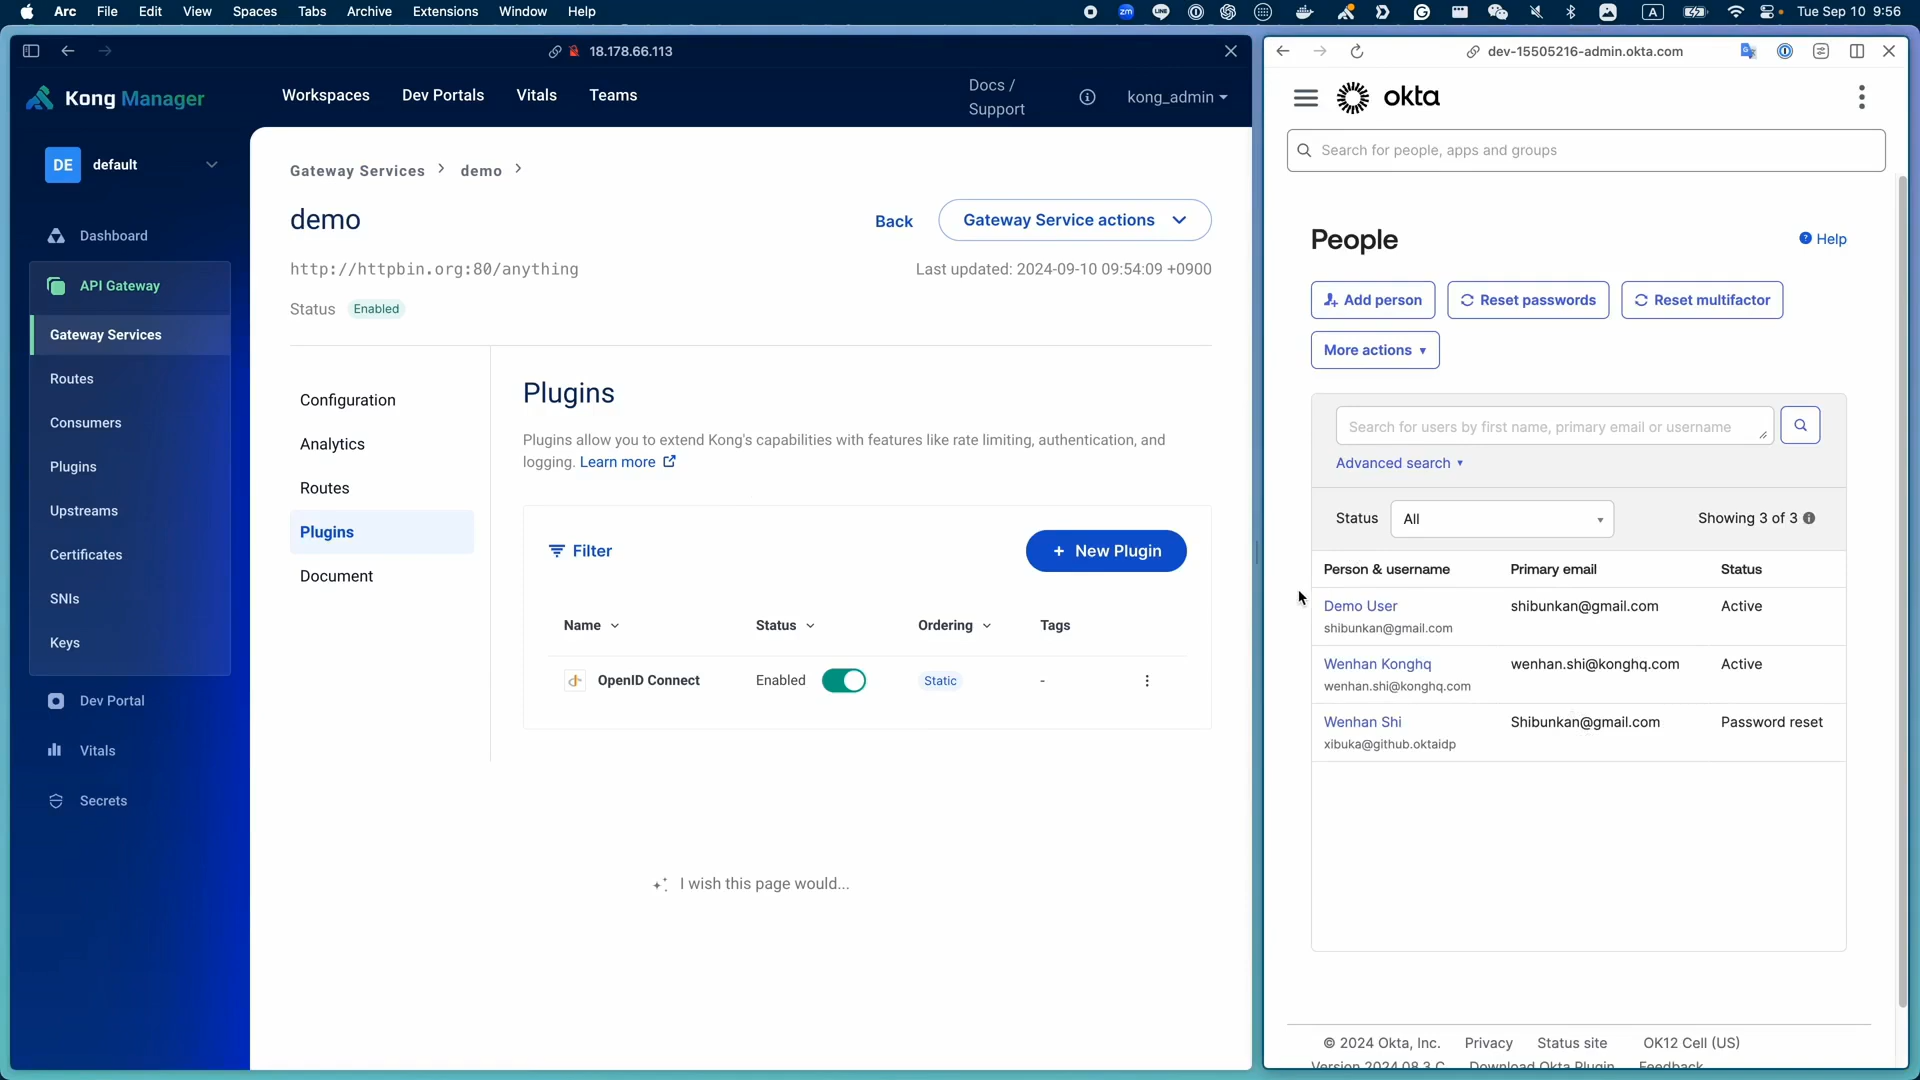 Arc File Edit View Spaces Tabs Archive Extensions Window Help
zm LINE A Tue Sep 10 9:56
18.178.66.113
Kong Manager
Workspaces Dev Portals Vitals Teams
Docs /
Support
kong_admin
DE default
Dashboard
API Gateway
Gateway Services
Routes
Consumers
Plugins
Upstreams
Certificates
SNIs
Keys
Dev Portal
Vitals
Secrets
Gateway Services > demo >
demo
Back
Gateway Service actions
http://httpbin.org:80/anything
Last updated: 2024-09-10 09:54:09 +0900
Status Enabled
Configuration
Analytics
Routes
Plugins
Document
Plugins
Plugins allow you to extend Kong's capabilities with features like rate limiting, authentication, and
logging. Learn more
Filter
+ New Plugin
Name Status Ordering Tags
OpenID Connect Enabled Static -
I wish this page would...
dev-15505216-admin.okta.com
okta
Search for people, apps and groups
People
? Help
Add person
Reset passwords
Reset multifactor
More actions
Search for users by first name, primary email or username
Advanced search
Status All Showing 3 of 3
Person & username Primary email Status
Demo User shibunkan@gmail.com Active
shibunkan@gmail.com
Wenhan Konghq wenhan.shi@konghq.com Active
wenhan.shi@konghq.com
Wenhan Shi Shibunkan@gmail.com Password reset
xibuka@github.oktaidp
© 2024 Okta, Inc. Privacy Status site OK12 Cell (US)
Version 2024.08.3 C Download Okta Plugin Feedback